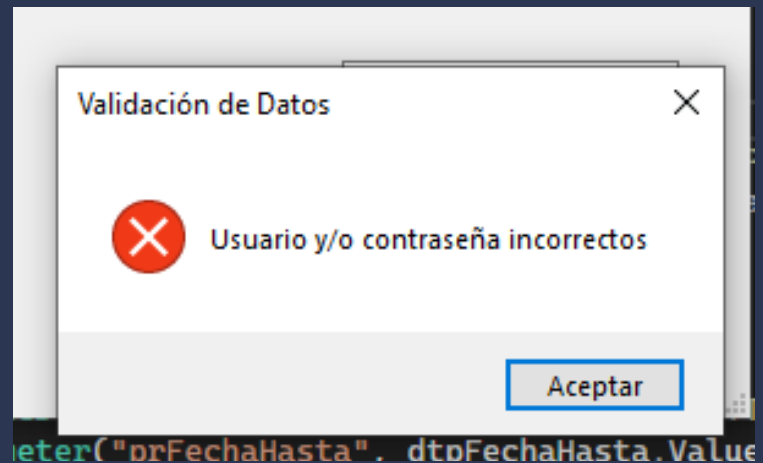 Validación de Datos
Usuario y/o contraseña incorrectos
Aceptar
eter("prFechaHasta", dtpFechaHasta.Value